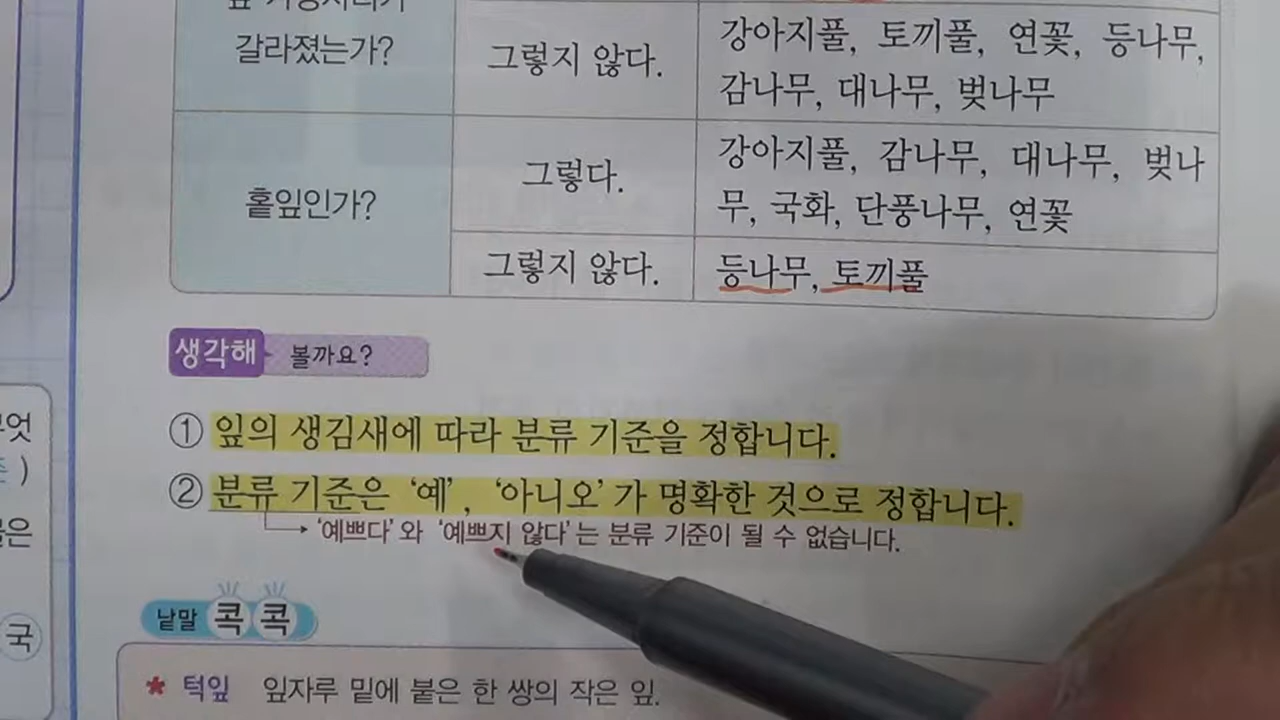 갈라졌는가?
그렇지 않다.
강아지풀, 토끼풀, 연꽃, 등나무,
감나무, 대나무, 벚나무
홑잎인가?
그렇다.
강아지풀, 감나무, 대나무, 벚나
무, 국화, 단풍나무, 연꽃
그렇지 않다.
등나무, 토끼풀
생각해 볼까요?
① 잎의 생김새에 따라 분류 기준을 정합니다.
② 분류 기준은 ‘예’, ‘아니오’가 명확한 것으로 정합니다.
‘예쁘다’와 ‘예쁘지 않다’는 분류 기준이 될 수 없습니다.
낱말 콕콕
* 턱잎 잎자루 밑에 붙은 한 쌍의 작은 잎.
)
국